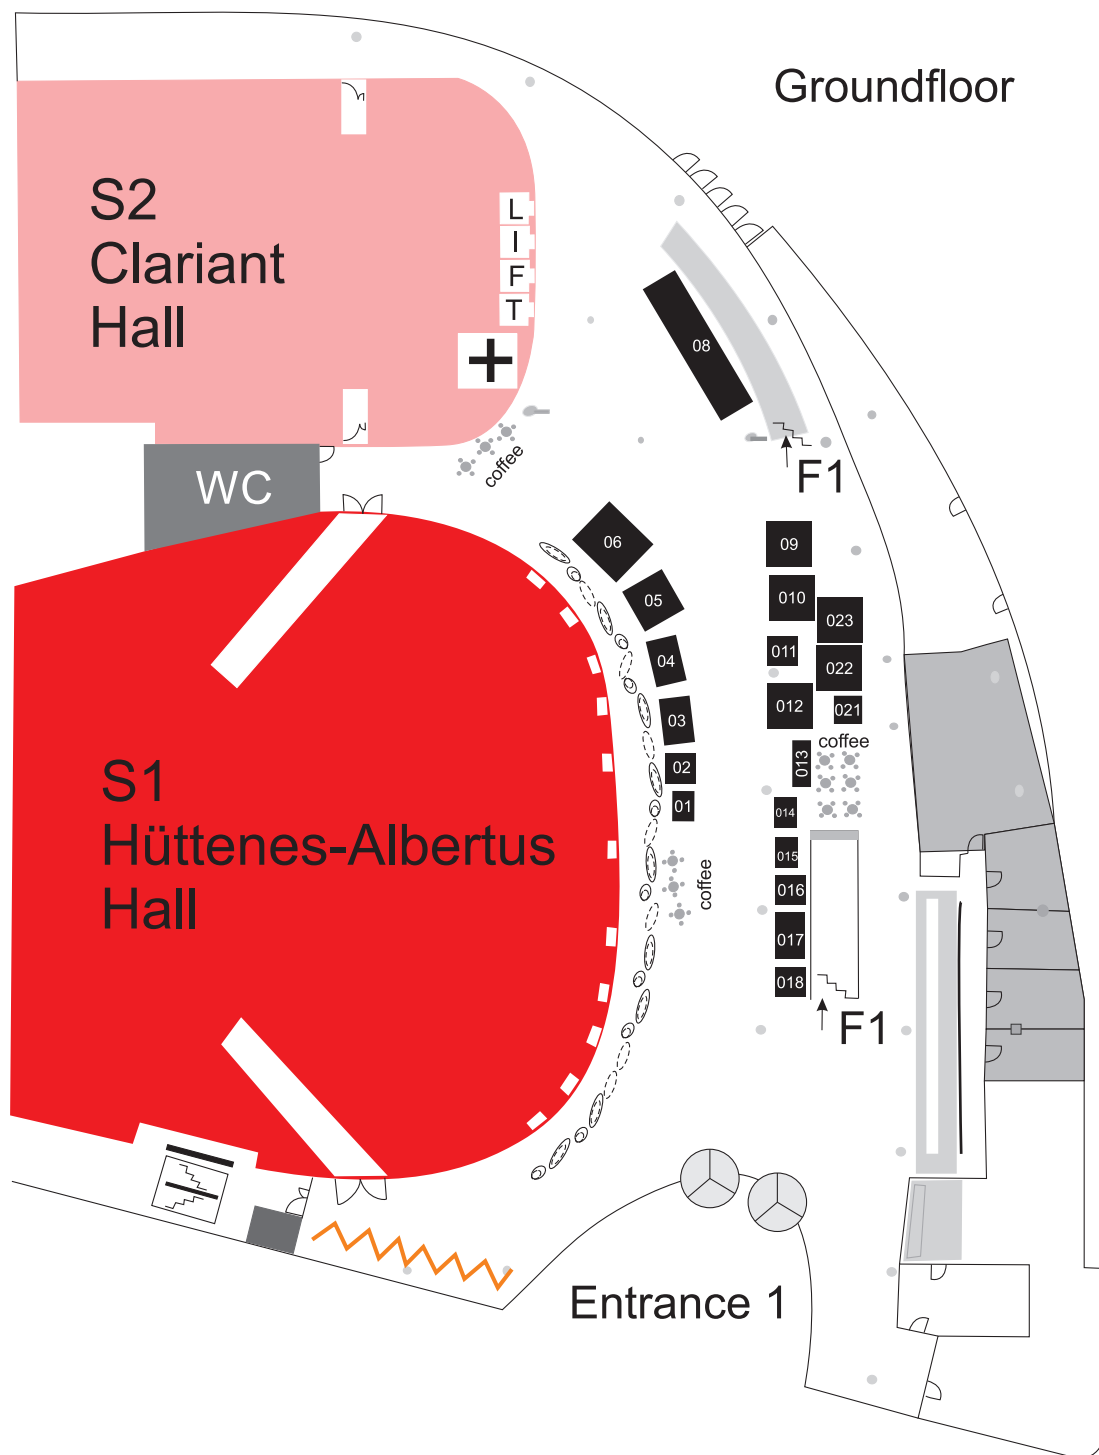 Groundfloor
S2
Clariant
Hall
L
I
F
T
08
F1
coffee
WC
06
05
04
03
02
01
09
010
023
011
022
012
021
coffee
013
014
015
016
017
018
coffee
S1
Hüttenes-Albertus
Hall
F1
Entrance 1